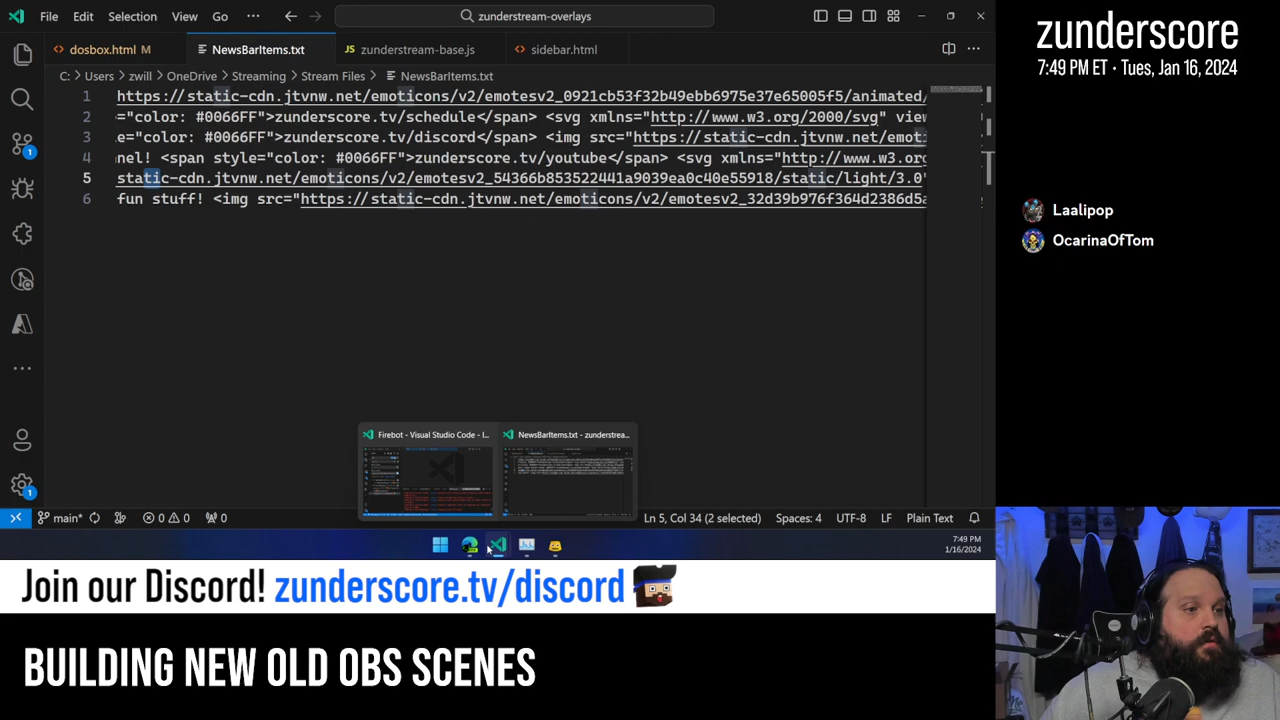 File Edit Selection View Go ··· zunderstream-overlays
zunderscore
7:49 PM ET · Tues, Jan 16, 2024
dosbox.html M NewsBarItems.txt JS zunderstream-base.js sidebar.html
C: > Users > zwill > OneDrive > Streaming > Stream Files > NewsBarItems.txt
1 https://static-cdn.jtvnw.net/emoticons/v2/emotesv2_0921cb53f32b49ebb6975e37e65005f5/animated/
2 ="color: #0066FF">zunderscore.tv/schedule</span> <svg xmlns="http://www.w3.org/2000/svg" view
3 e="color: #0066FF">zunderscore.tv/discord</span> <img src="https://static-cdn.jtvnw.net/emoti
4 nel! <span style="color: #0066FF">zunderscore.tv/youtube</span> <svg xmlns="http://www.w3.org
5 static-cdn.jtvnw.net/emoticons/v2/emotesv2_54366b853522441a9039ea0c40e55918/static/light/3.0"
6 fun stuff! <img src="https://static-cdn.jtvnw.net/emoticons/v2/emotesv2_32d39b976f364d2386d5a
Laalipop
OcarinaOfTom
Firebot - Visual Studio Code - I... NewsBarItems.txt - zunderstrea...
main* 0 0 0 Ln 5, Col 34 (2 selected) Spaces: 4 UTF-8 LF Plain Text
7:49 PM
1/16/2024
Join our Discord! zunderscore.tv/discord
BUILDING NEW OLD OBS SCENES